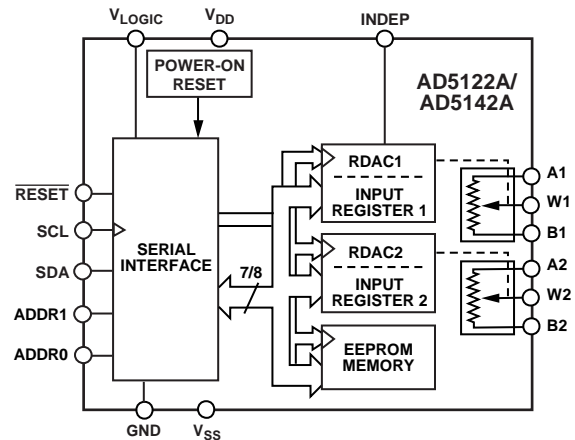 VLOGIC VDD INDEP
POWER-ON
RESET
AD5122A/
AD5142A
RDAC1
INPUT
REGISTER 1
A1
W1
B1
RESET
SCL
SDA
ADDR1
ADDR0
SERIAL
INTERFACE
7/8
RDAC2
INPUT
REGISTER 2
A2
W2
B2
EEPROM
MEMORY
GND VSS